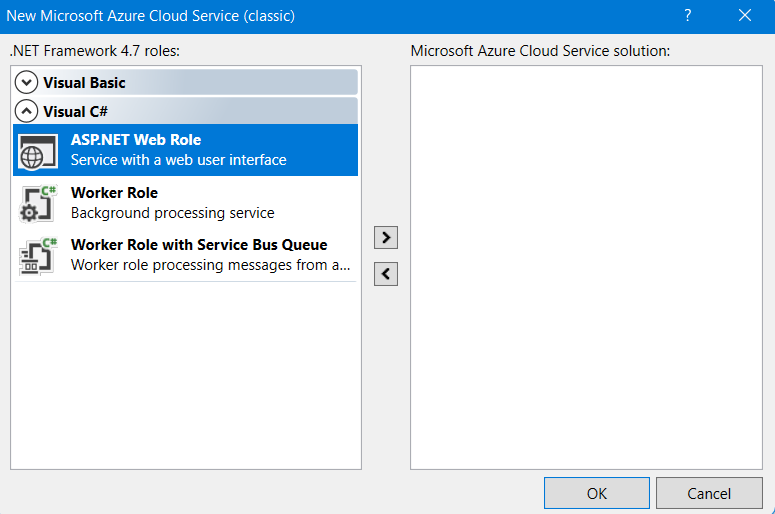 New Microsoft Azure Cloud Service (classic)
?
.NET Framework 4.7 roles:
Microsoft Azure Cloud Service solution:
Visual Basic
Visual C#
ASP.NET Web Role
Service with a web user interface
C#
Worker Role
Background processing service
C#
Worker Role with Service Bus Queue
Worker role processing messages from a...
OK
Cancel